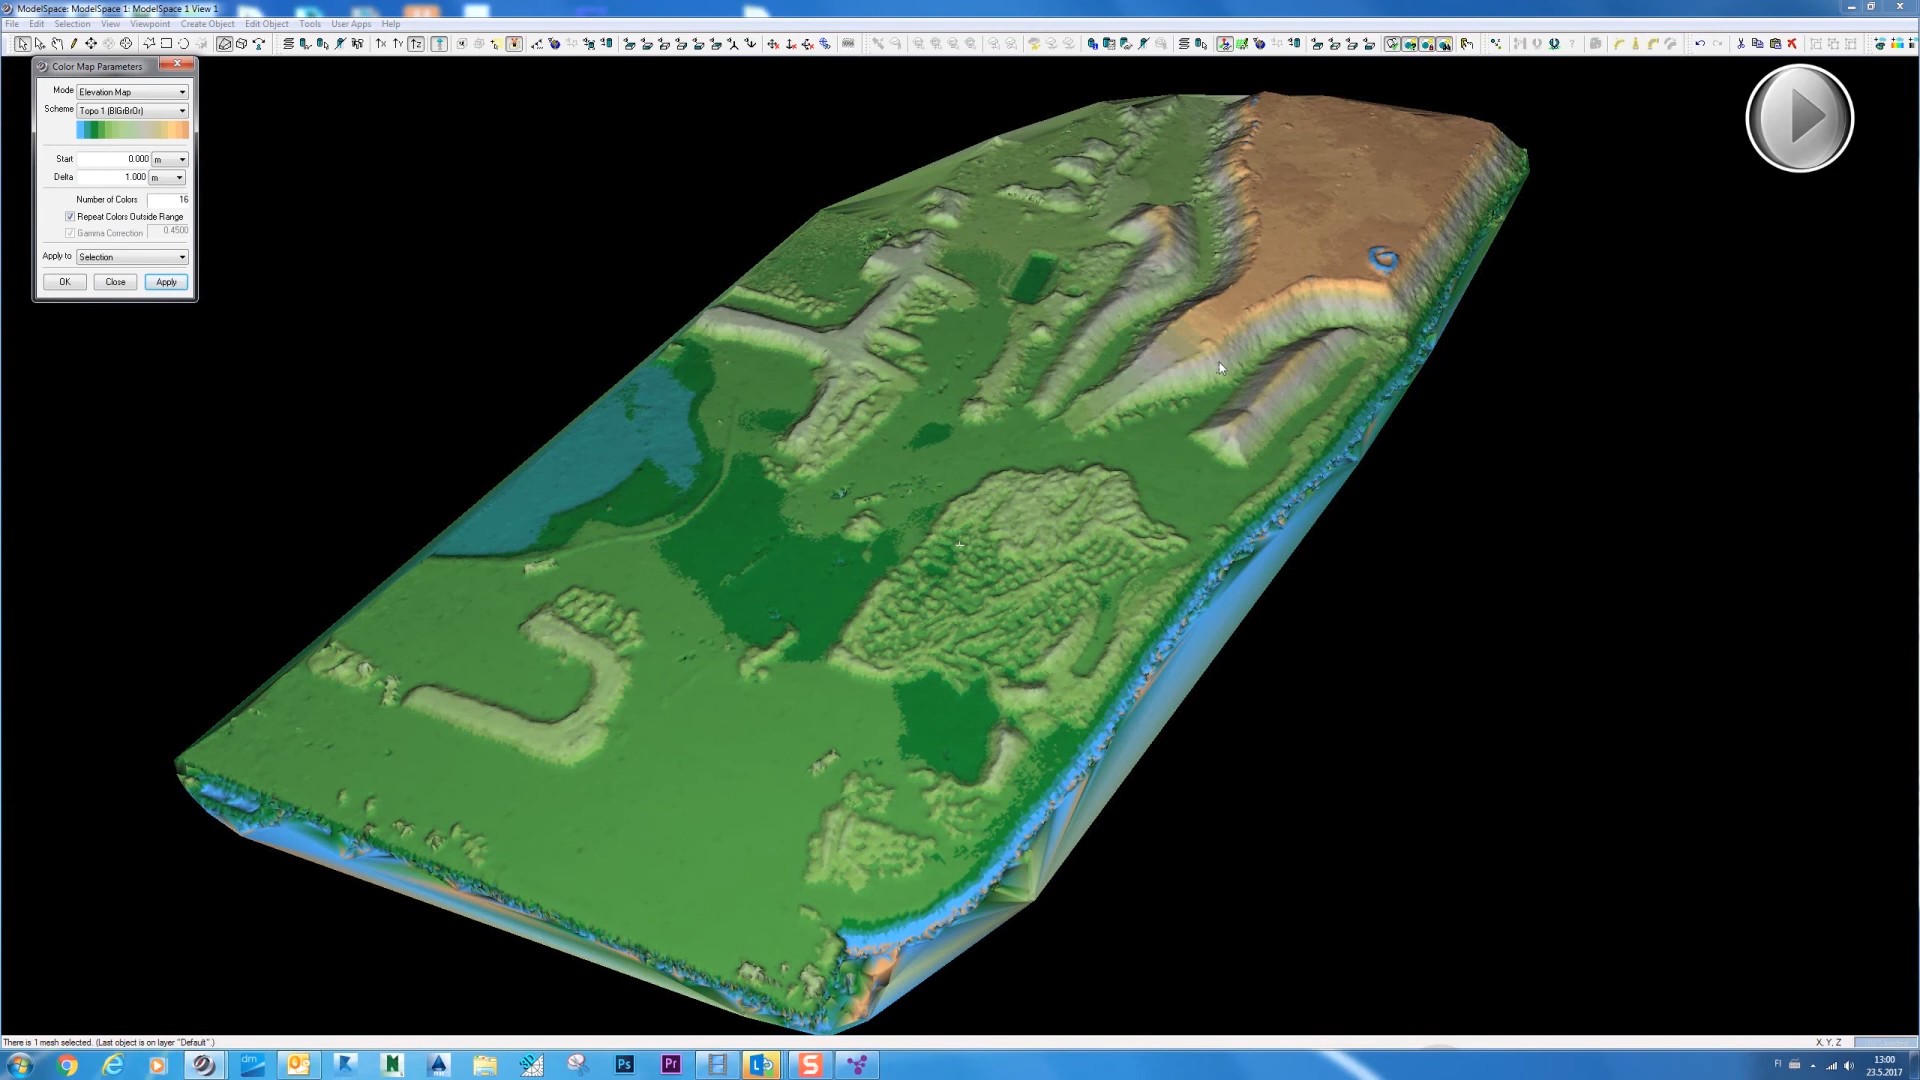 ModelSpace: ModelSpace 1: ModelSpace 1 View 1
File Edit Selection View Viewpoint Create Object Edit Object Tools User Apps Help
Color Map Parameters
Mode Elevation Map
Scheme Topo 1 (BlGrBrOr)
Start 0.000 m
Delta 1.000 m
Number of Colors 16
Repeat Colors Outside Range
Gamma Correction 0.4500
Apply to Selection
OK Close Apply
There is 1 mesh selected. (Last object is on layer "Default".)
X, Y, Z
dm Ps Pr
FI
13:00
23.5.2017